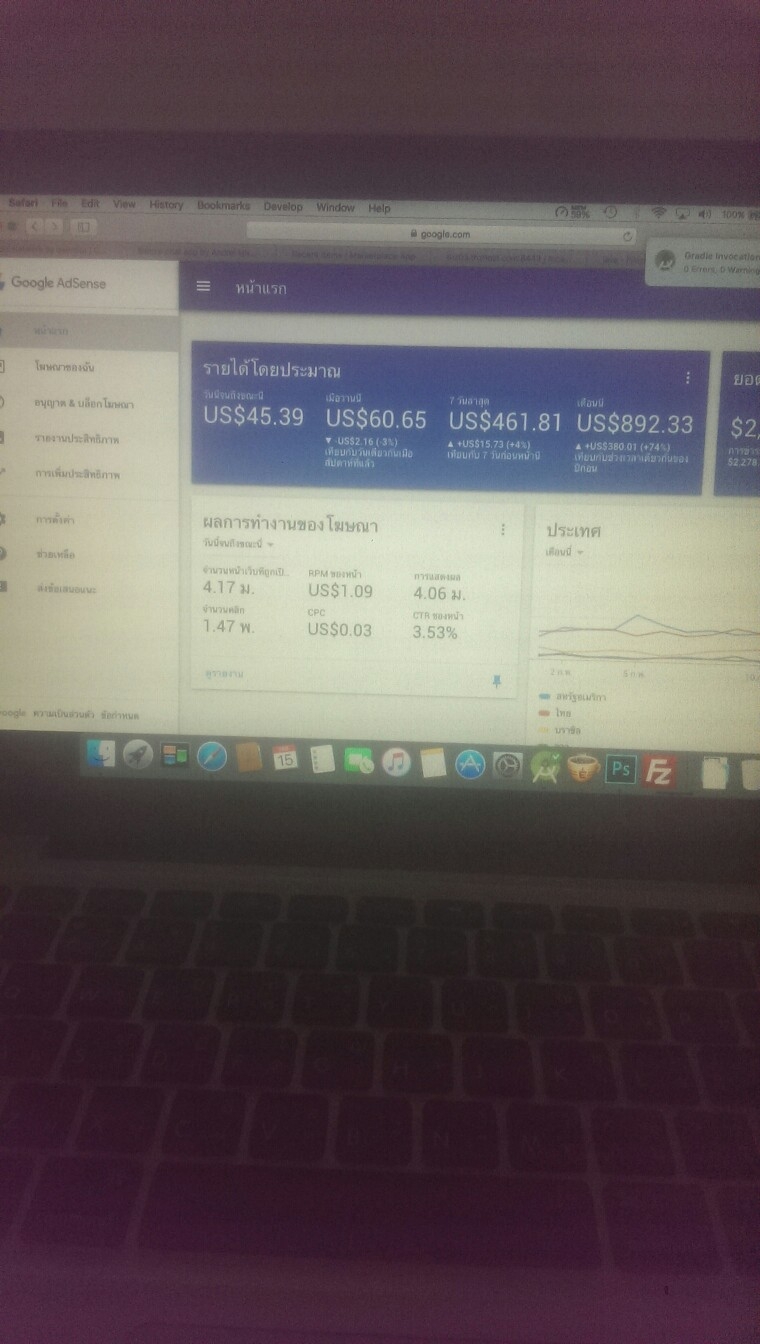 Safari File Edit View History Bookmarks Develop Window Help
100%
google.com
Gradle Invocation
0 Errors, 0 Warning
Google AdSense
หน้าแรก
หน้าแรก
โฆษณาของฉัน
อนุญาต & บล็อกโฆษณา
รายงานประสิทธิภาพ
การเพิ่มประสิทธิภาพ
การตั้งค่า
ช่วยเหลือ
ส่งข้อเสนอแนะ
Google ความเป็นส่วนตัว ข้อกำหนด
รายได้โดยประมาณ
วันนี้จนถึงขณะนี้
US$45.39
เมื่อวานนี้
US$60.65
▼ -US$2.16 (-3%)
เทียบกับวันเดียวกันเมื่อ
สัปดาห์ที่แล้ว
7 วันล่าสุด
US$461.81
▲ +US$15.73 (+4%)
เทียบกับ 7 วันก่อนหน้านี้
เดือนนี้
US$892.33
▲ +US$380.01 (+74%)
เทียบกับช่วงเวลาเดียวกันของ
ปีก่อน
ยอด
$2,
$2,278
ผลการทำงานของโฆษณา
วันนี้จนถึงขณะนี้
จำนวนหน้าเว็บที่ถูกเปิ...
4.17 ม.
RPM ของหน้า
US$1.09
การแสดงผล
4.06 ม.
จำนวนคลิก
1.47 พ.
CPC
US$0.03
CTR ของหน้า
3.53%
ดูรายงาน
ประเทศ
เดือนนี้
สหรัฐอเมริกา
ไทย
บราซิล
15
Ps
Fz